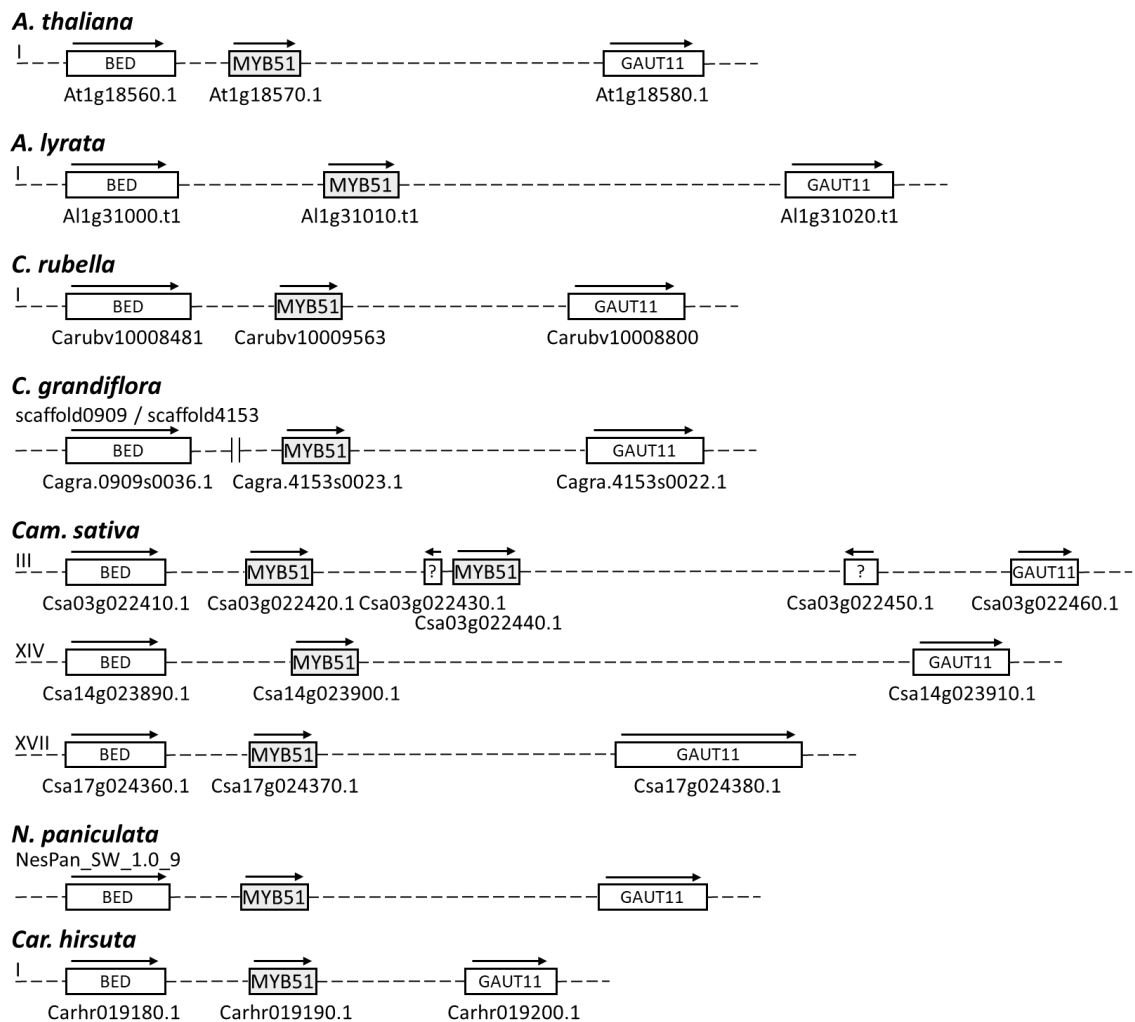 A. thaliana
I
BED MYB51 GAUT11
At1g18560.1 At1g18570.1 At1g18580.1
A. lyrata
I
BED MYB51 GAUT11
Al1g31000.t1 Al1g31010.t1 Al1g31020.t1
C. rubella
I
BED MYB51 GAUT11
Carubv10008481 Carubv10009563 Carubv10008800
C. grandiflora
scaffold0909 / scaffold4153
BED MYB51 GAUT11
Cagra.0909s0036.1 Cagra.4153s0023.1 Cagra.4153s0022.1
Cam. sativa
III
BED MYB51 ? MYB51 ? GAUT11
Csa03g022410.1 Csa03g022420.1 Csa03g022430.1 Csa03g022450.1 Csa03g022460.1
Csa03g022440.1
XIV
BED MYB51 GAUT11
Csa14g023890.1 Csa14g023900.1 Csa14g023910.1
XVII
BED MYB51 GAUT11
Csa17g024360.1 Csa17g024370.1 Csa17g024380.1
N. paniculata
NesPan_SW_1.0_9
BED MYB51 GAUT11
Car. hirsuta
I
BED MYB51 GAUT11
Carhr019180.1 Carhr019190.1 Carhr019200.1